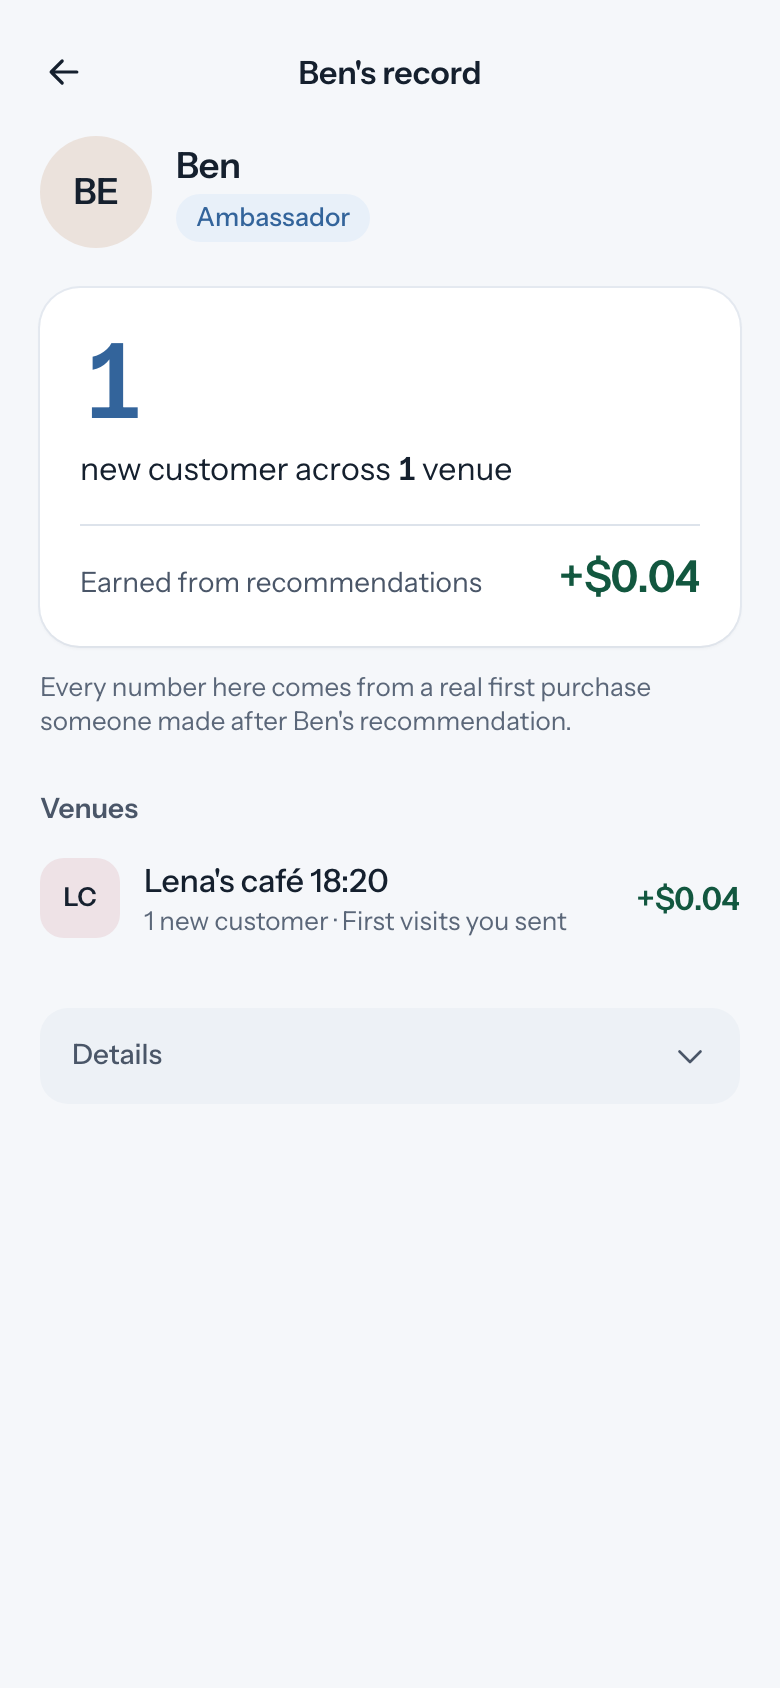 Ben's record
BE
Ben
Ambassador
1
new customer across 1 venue
Earned from recommendations +$0.04
Every number here comes from a real first purchase
someone made after Ben's recommendation.
Venues
LC
Lena's café 18:20
1 new customer · First visits you sent
+$0.04
Details